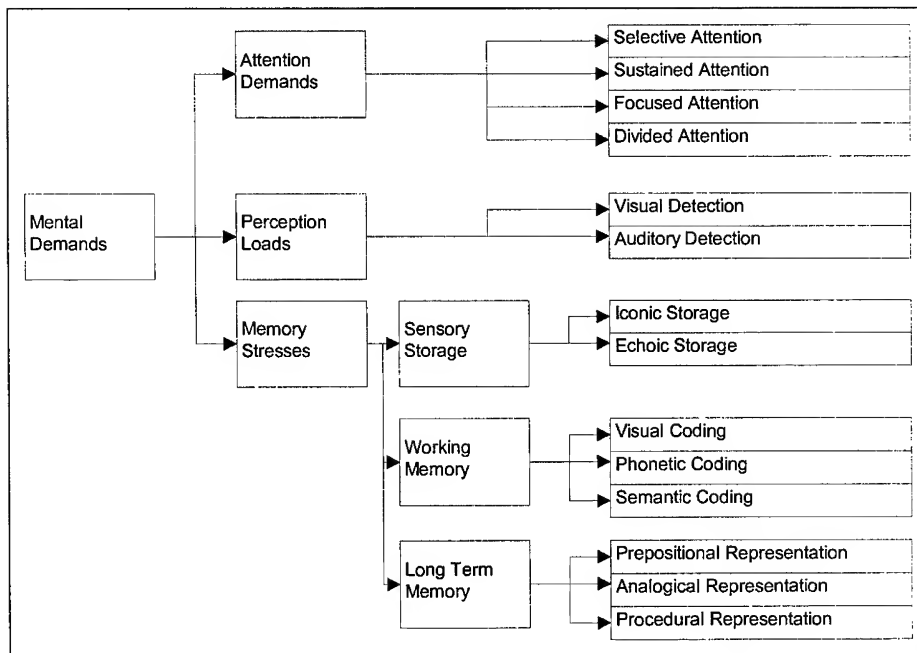 Attention
Demands
Selective Attention
Sustained Attention
Focused Attention
Divided Attention
Mental
Demands
Perception
Loads
Visual Detection
Auditory Detection
Memory
Stresses
Sensory
Storage
Iconic Storage
Echoic Storage
Working
Memory
Visual Coding
Phonetic Coding
Semantic Coding
Long Term
Memory
Prepositional Representation
Analogical Representation
Procedural Representation